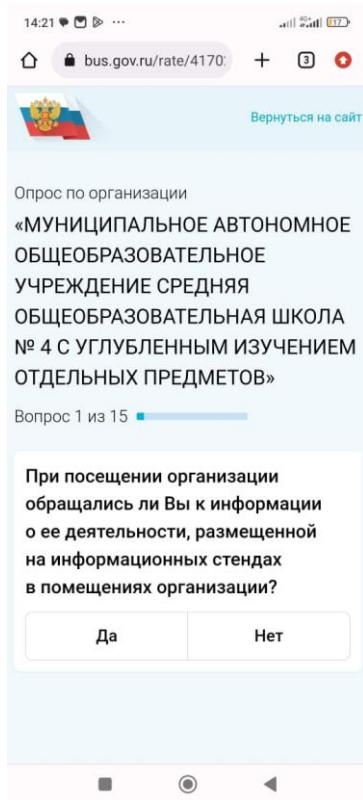 14:21
17
bus.gov.ru/rate/4170
3
Вернуться на сайт
Опрос по организации
«МУНИЦИПАЛЬНОЕ АВТОНОМНОЕ
ОБЩЕОБРАЗОВАТЕЛЬНОЕ
УЧРЕЖДЕНИЕ СРЕДНЯЯ
ОБЩЕОБРАЗОВАТЕЛЬНАЯ ШКОЛА
№ 4 С УГЛУБЛЕННЫМ ИЗУЧЕНИЕМ
ОТДЕЛЬНЫХ ПРЕДМЕТОВ»
Вопрос 1 из 15
При посещении организации
обращались ли Вы к информации
о ее деятельности, размещенной
на информационных стендах
в помещениях организации?
Да Нет